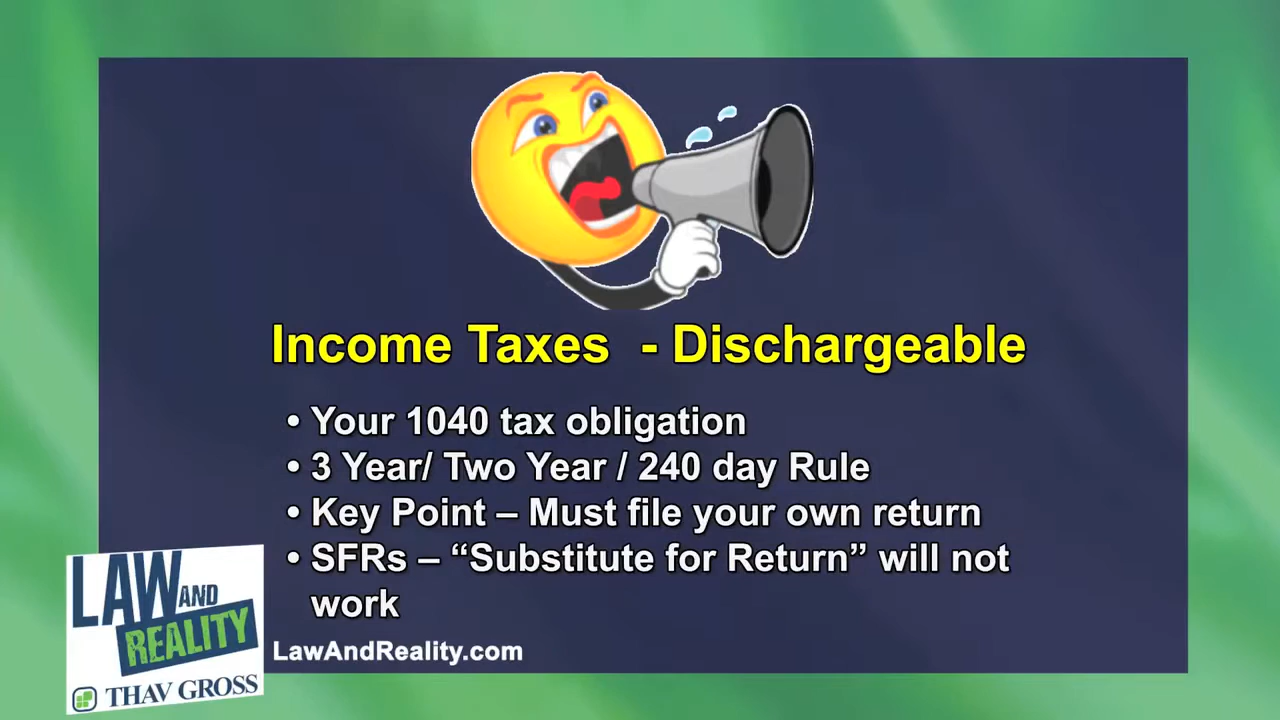 Income Taxes - Dischargeable
• Your 1040 tax obligation
• 3 Year/ Two Year / 240 day Rule
• Key Point – Must file your own return
• SFRs – “Substitute for Return” will not
work
LAW AND
REALITY
THAV GROSS
LawAndReality.com